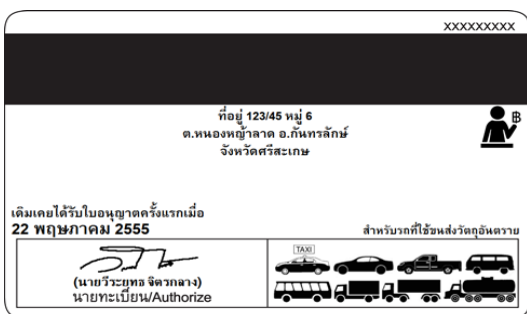 XXXXXXXXX
ที่อยู่ 123/45 หมู่ 6
ต.หนองหญ้าลาด อ.กันทรลักษ์
จังหวัดศรีสะเกษ
฿
เดิมเคยได้รับใบอนุญาตครั้งแรกเมื่อ
22 พฤษภาคม 2555
สำหรับรถที่ใช้ขนส่งวัตถุอันตราย
TAXI
(นายวีระยุทธ จิตวกลาง)
นายทะเบียน/Authorize